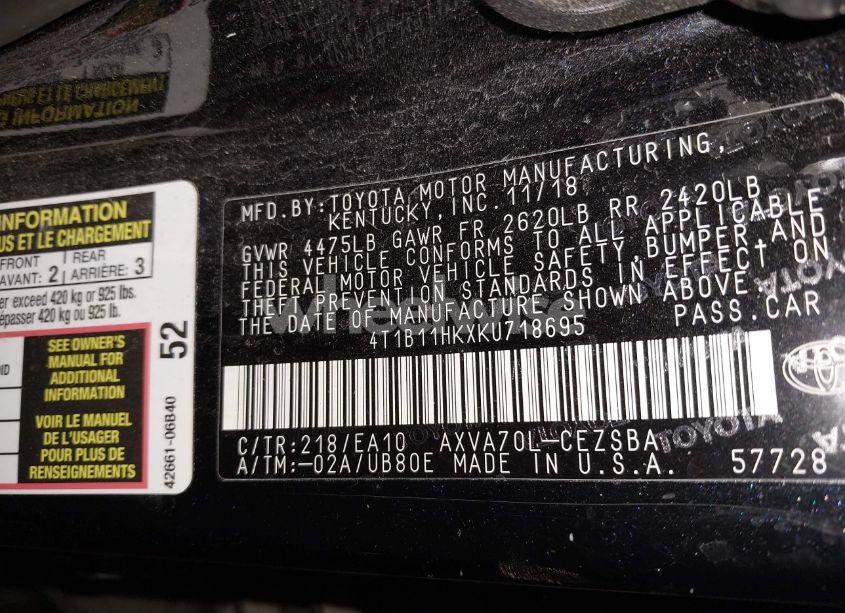 INFORMATION
US ET LE CHARGEMENT
FRONT
AVANT: 2
REAR
ARRIÈRE: 3
er exceed 420 kg or 925 lbs.
épasser 420 kg ou 925 lb.
52
SEE OWNER'S
MANUAL FOR
ADDITIONAL
INFORMATION
VOIR LE MANUEL
DE L'USAGER
POUR PLUS DE
RENSEIGNEMENTS
42661-06B40
MFD.BY:TOYOTA MOTOR MANUFACTURING,
KENTUCKY,INC.11/18
GVWR 4475LB GAWR FR 2620LB RR 2420LB
THIS VEHICLE CONFORMS TO ALL APPLICABLE
FEDERAL MOTOR VEHICLE SAFETY,BUMPER AND
THEFT PREVENTION STANDARDS IN EFFECT ON
THE DATE OF MANUFACTURE SHOWN ABOVE.
4T1B11HKXKU718695 PASS.CAR
C/TR:218/EA10 AXVA70L-CEZSBA
A/TM:-02A/UB80E MADE IN U.S.A. 57728
TOYOTA